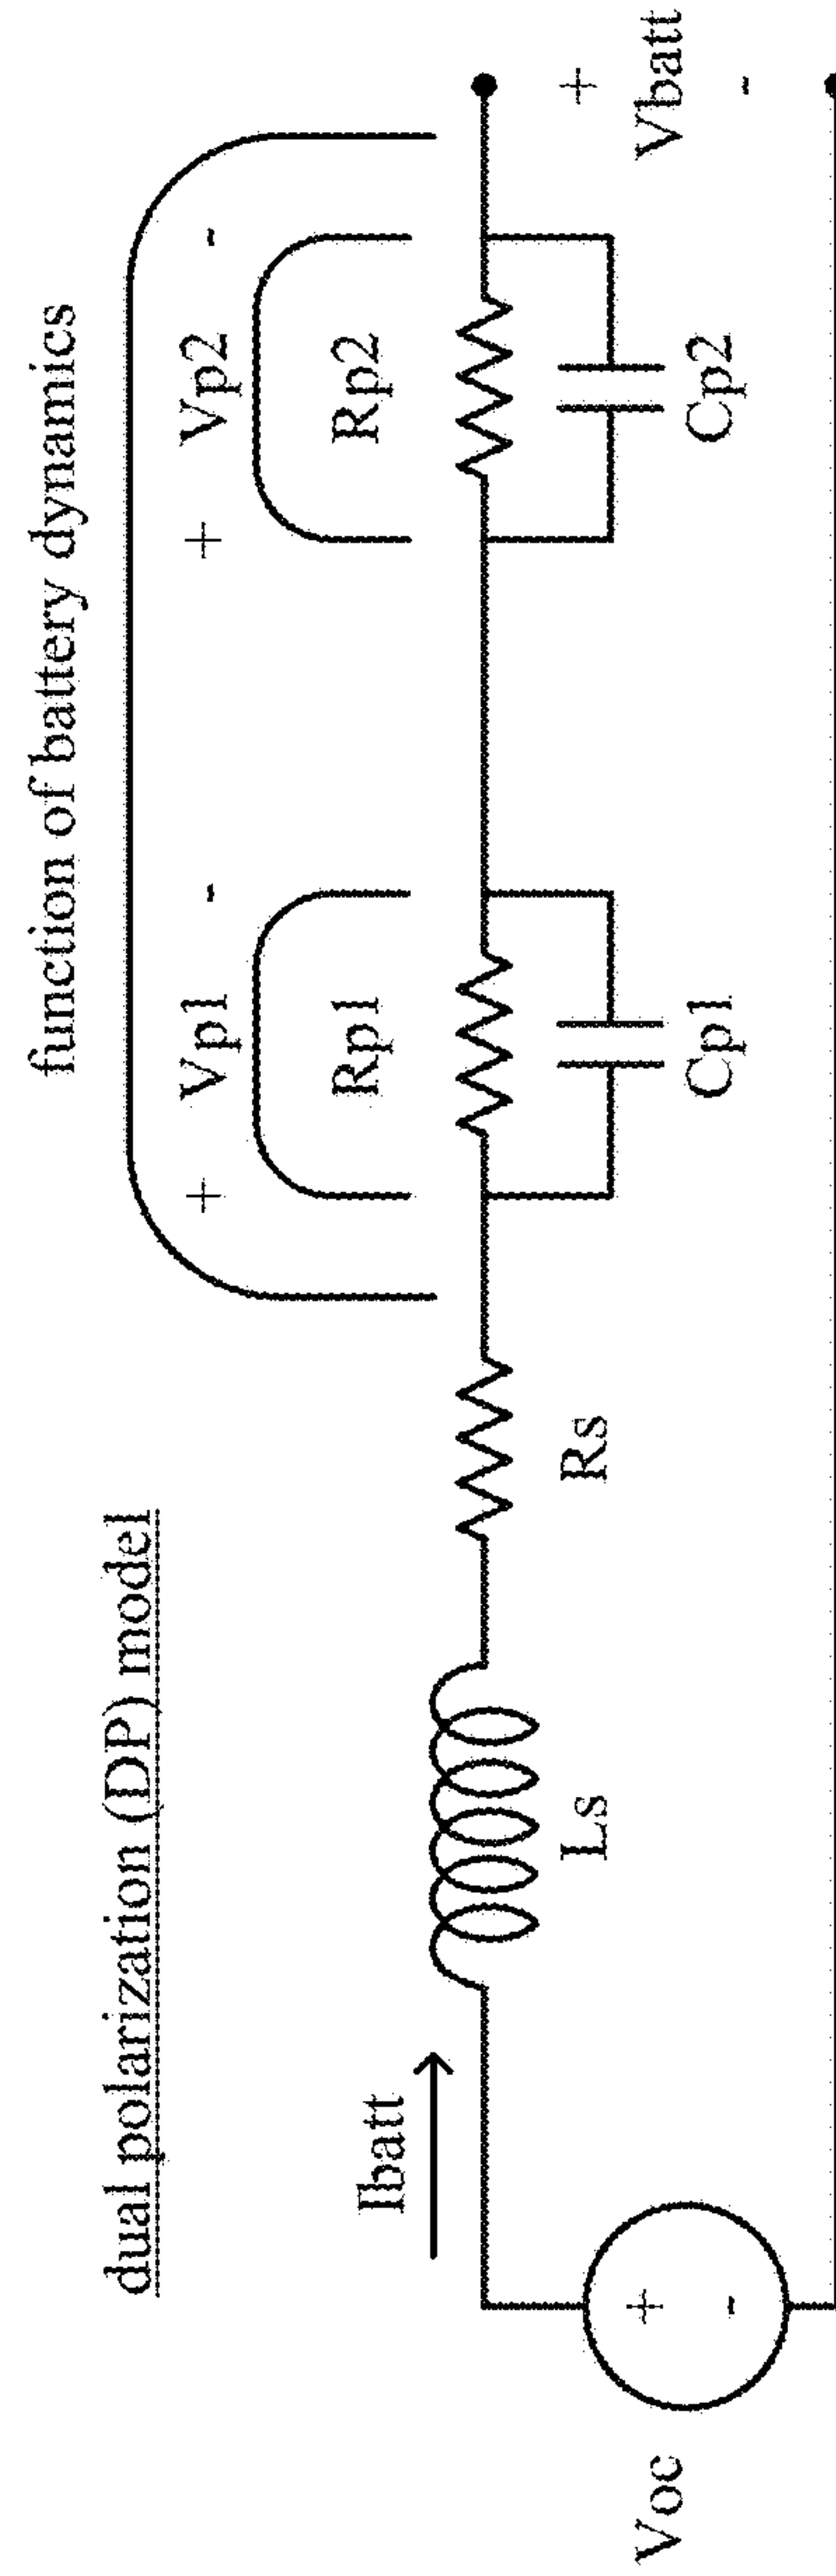 function of battery dynamics
dual polarization (DP) model
+ Vp1 -
+ Vp2 -
Rp1
Rp2
Ibatt
Ls
Rs
Cp1
Cp2
Voc
+
-
+
Vbatt
-